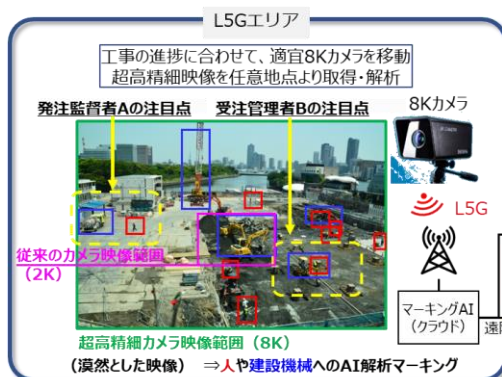 L5Gエリア
工事の進捗に合わせて、適宜8Kカメラを移動
超高精細映像を任意地点より取得・解析
発注監督者Aの注目点
受注管理者Bの注目点
8Kカメラ
L5G
従来のカメラ映像範囲
(2K)
マーキングAI
(クラウド)
遠
超高精細カメラ映像範囲(8K)
(漠然とした映像) ⇒人や建設機械へのAI解析マーキング